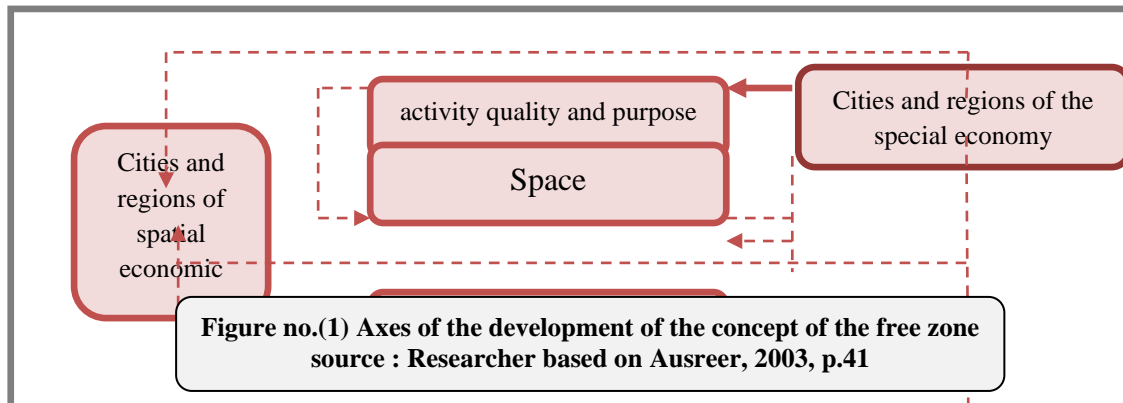 activity quality and purpose
Space
Cities and regions of the
special economy
Cities and
regions of
spatial
economic
Figure no.(1) Axes of the development of the concept of the free zone
source : Researcher based on Ausreer, 2003, p.41